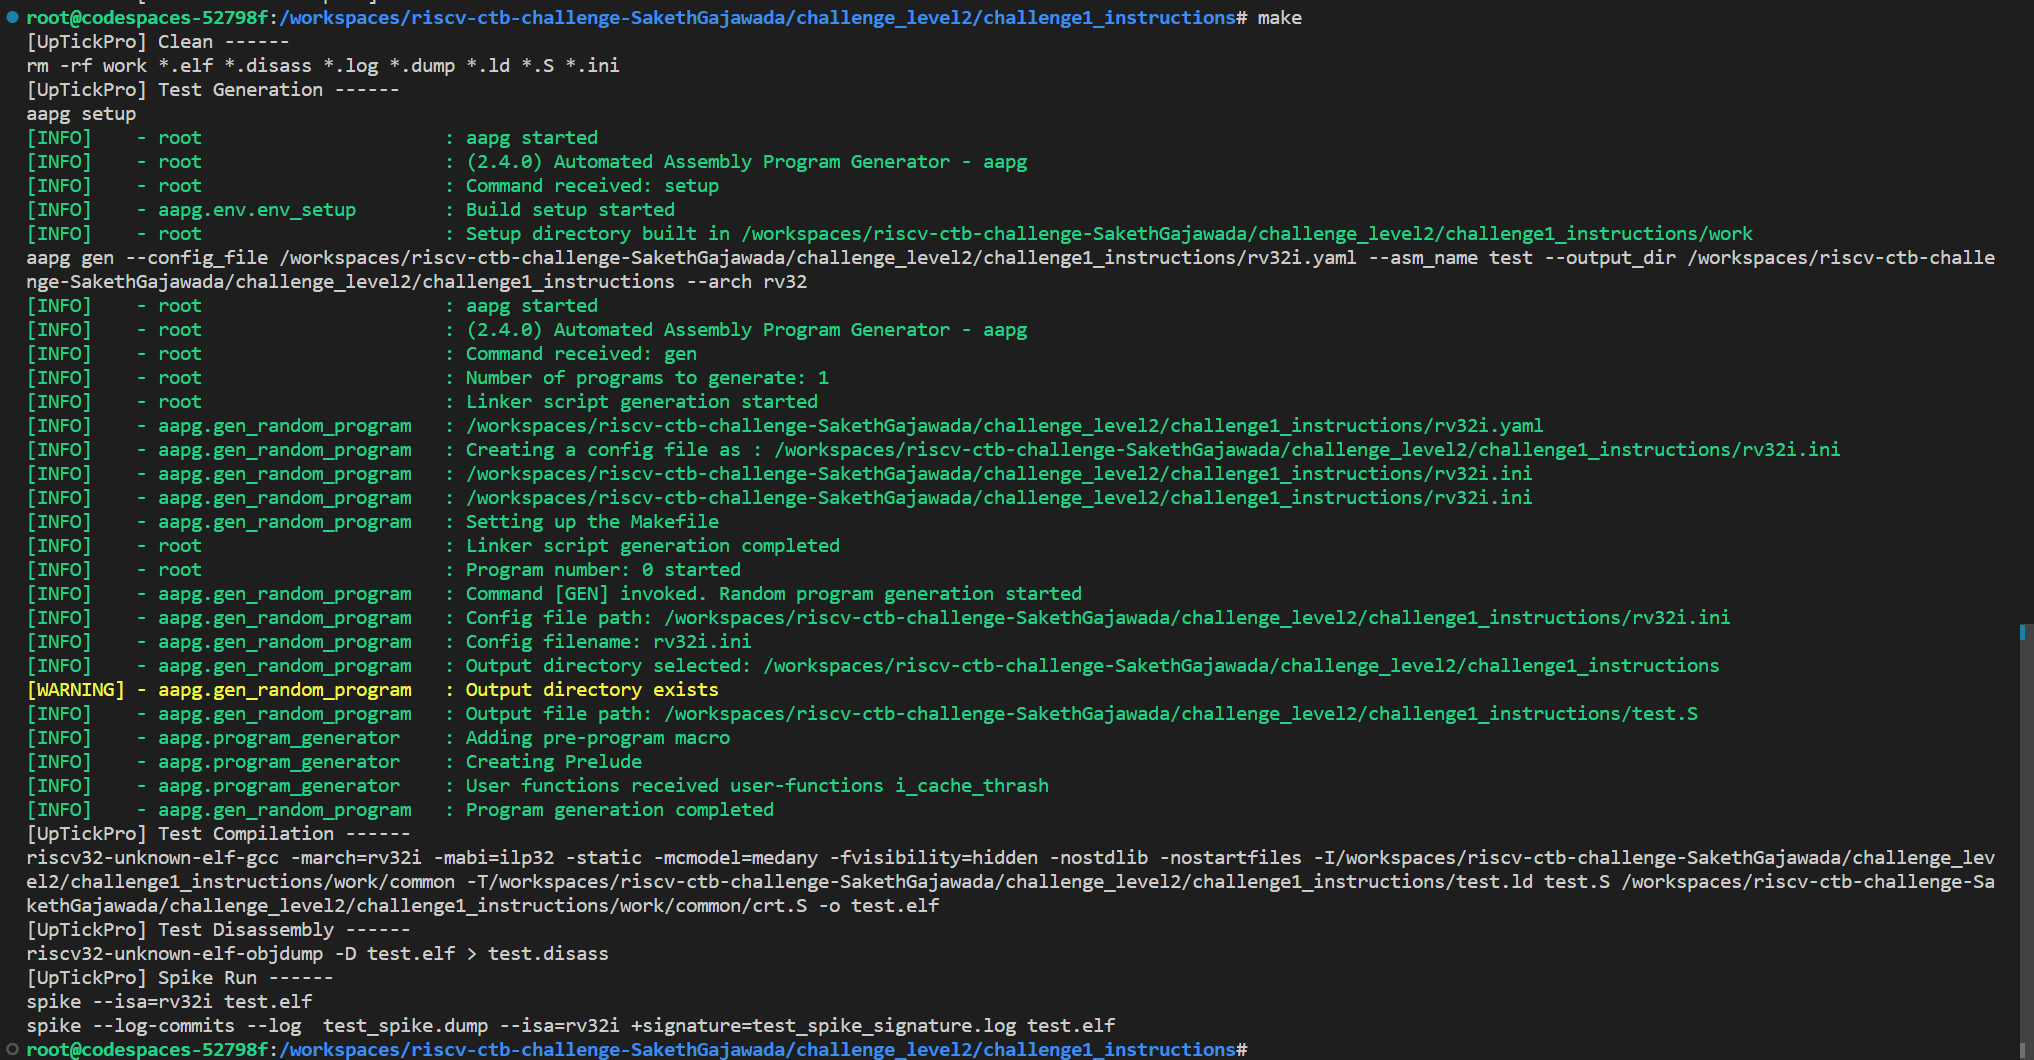 root@codespaces-52798f:/workspaces/riscv-ctb-challenge-SakethGajawada/challenge_level2/challenge1_instructions# make
[UpTickPro] Clean ------
rm -rf work *.elf *.disass *.log *.dump *.ld *.S *.ini
[UpTickPro] Test Generation ------
aapg setup
[INFO]    - root                      : aapg started
[INFO]    - root                      : (2.4.0) Automated Assembly Program Generator - aapg
[INFO]    - root                      : Command received: setup
[INFO]    - aapg.env.env_setup        : Build setup started
[INFO]    - root                      : Setup directory built in /workspaces/riscv-ctb-challenge-SakethGajawada/challenge_level2/challenge1_instructions/work
aapg gen --config_file /workspaces/riscv-ctb-challenge-SakethGajawada/challenge_level2/challenge1_instructions/rv32i.yaml --asm_name test --output_dir /workspaces/riscv-ctb-challe
nge-SakethGajawada/challenge_level2/challenge1_instructions --arch rv32
[INFO]    - root                      : aapg started
[INFO]    - root                      : (2.4.0) Automated Assembly Program Generator - aapg
[INFO]    - root                      : Command received: gen
[INFO]    - root                      : Number of programs to generate: 1
[INFO]    - root                      : Linker script generation started
[INFO]    - aapg.gen_random_program   : /workspaces/riscv-ctb-challenge-SakethGajawada/challenge_level2/challenge1_instructions/rv32i.yaml
[INFO]    - aapg.gen_random_program   : Creating a config file as : /workspaces/riscv-ctb-challenge-SakethGajawada/challenge_level2/challenge1_instructions/rv32i.ini
[INFO]    - aapg.gen_random_program   : /workspaces/riscv-ctb-challenge-SakethGajawada/challenge_level2/challenge1_instructions/rv32i.ini
[INFO]    - aapg.gen_random_program   : /workspaces/riscv-ctb-challenge-SakethGajawada/challenge_level2/challenge1_instructions/rv32i.ini
[INFO]    - aapg.gen_random_program   : Setting up the Makefile
[INFO]    - root                      : Linker script generation completed
[INFO]    - root                      : Program number: 0 started
[INFO]    - aapg.gen_random_program   : Command [GEN] invoked. Random program generation started
[INFO]    - aapg.gen_random_program   : Config file path: /workspaces/riscv-ctb-challenge-SakethGajawada/challenge_level2/challenge1_instructions/rv32i.ini
[INFO]    - aapg.gen_random_program   : Config filename: rv32i.ini
[INFO]    - aapg.gen_random_program   : Output directory selected: /workspaces/riscv-ctb-challenge-SakethGajawada/challenge_level2/challenge1_instructions
[WARNING] - aapg.gen_random_program   : Output directory exists
[INFO]    - aapg.gen_random_program   : Output file path: /workspaces/riscv-ctb-challenge-SakethGajawada/challenge_level2/challenge1_instructions/test.S
[INFO]    - aapg.program_generator    : Adding pre-program macro
[INFO]    - aapg.program_generator    : Creating Prelude
[INFO]    - aapg.program_generator    : User functions received user-functions i_cache_thrash
[INFO]    - aapg.gen_random_program   : Program generation completed
[UpTickPro] Test Compilation ------
riscv32-unknown-elf-gcc -march=rv32i -mabi=ilp32 -static -mcmodel=medany -fvisibility=hidden -nostdlib -nostartfiles -I/workspaces/riscv-ctb-challenge-SakethGajawada/challenge_lev
el2/challenge1_instructions/work/common -T/workspaces/riscv-ctb-challenge-SakethGajawada/challenge_level2/challenge1_instructions/test.ld test.S /workspaces/riscv-ctb-challenge-Sa
kethGajawada/challenge_level2/challenge1_instructions/work/common/crt.S -o test.elf
[UpTickPro] Test Disassembly ------
riscv32-unknown-elf-objdump -D test.elf > test.disass
[UpTickPro] Spike Run ------
spike --isa=rv32i test.elf
spike --log-commits --log  test_spike.dump --isa=rv32i +signature=test_spike_signature.log test.elf
root@codespaces-52798f:/workspaces/riscv-ctb-challenge-SakethGajawada/challenge_level2/challenge1_instructions#